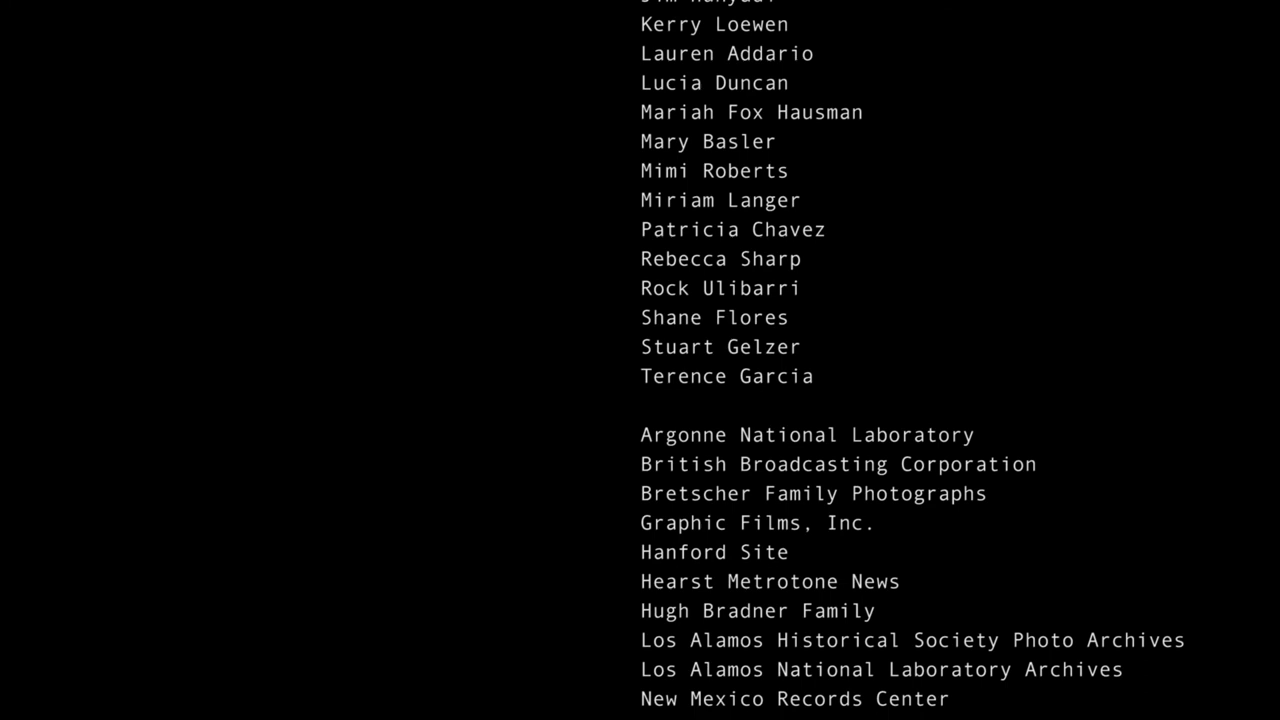 Kerry Loewen
Lauren Addario
Lucia Duncan
Mariah Fox Hausman
Mary Basler
Mimi Roberts
Miriam Langer
Patricia Chavez
Rebecca Sharp
Rock Ulibarri
Shane Flores
Stuart Gelzer
Terence Garcia
Argonne National Laboratory
British Broadcasting Corporation
Bretscher Family Photographs
Graphic Films, Inc.
Hanford Site
Hearst Metrotone News
Hugh Bradner Family
Los Alamos Historical Society Photo Archives
Los Alamos National Laboratory Archives
New Mexico Records Center